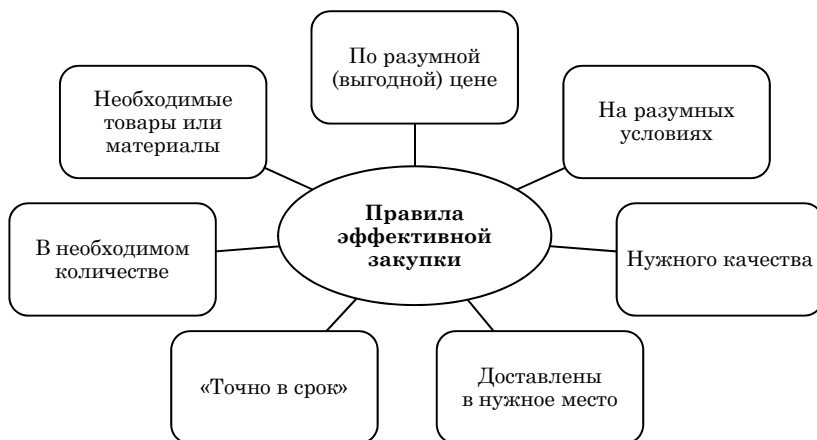 По разумной
(выгодной) цене
Необходимые
товары или
материалы
На разумных
условиях
Правила
эффективной
закупки
В необходимом
количестве
Нужного качества
«Точно в срок»
Доставлены
в нужное место